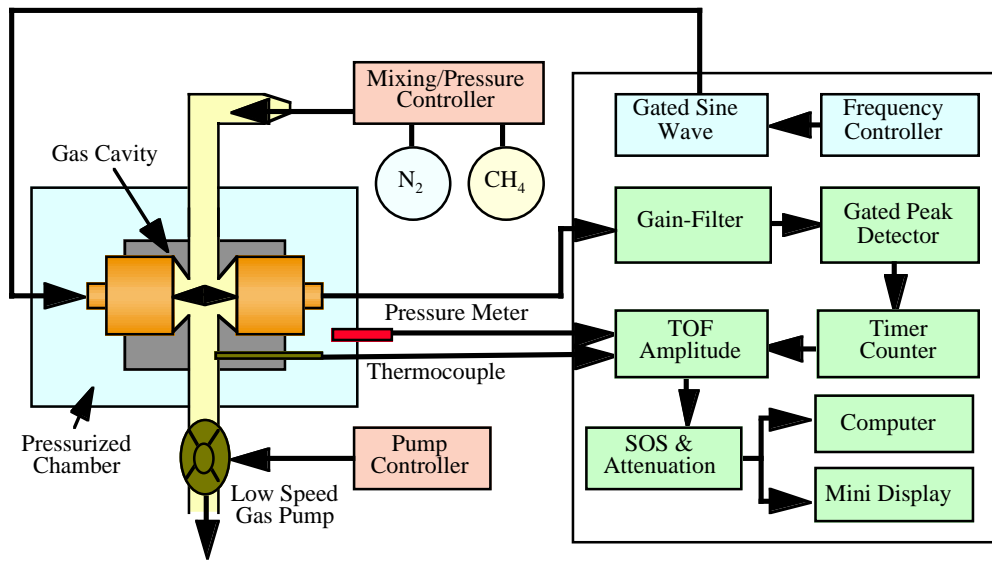 Mixing/Pressure
Controller
Gated Sine
Wave
Frequency
Controller
Gas Cavity
N₂
CH₄
Gain-Filter
Gated Peak
Detector
Pressure Meter
TOF
Amplitude
Timer
Counter
Thermocouple
Pressurized
Chamber
Pump
Controller
SOS &
Attenuation
Computer
Low Speed
Gas Pump
Mini Display